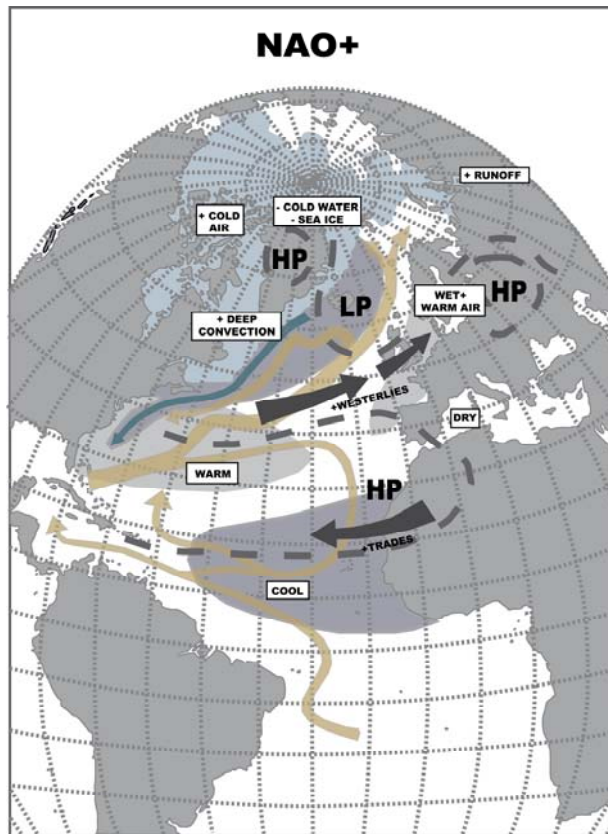 NAO+
+ RUNOFF
+ COLD
AIR
- COLD WATER
- SEA ICE
HP
HP
LP
WET+
WARM AIR
+ DEEP
CONVECTION
+WESTERLIES
DRY
WARM
HP
+TRADES
COOL